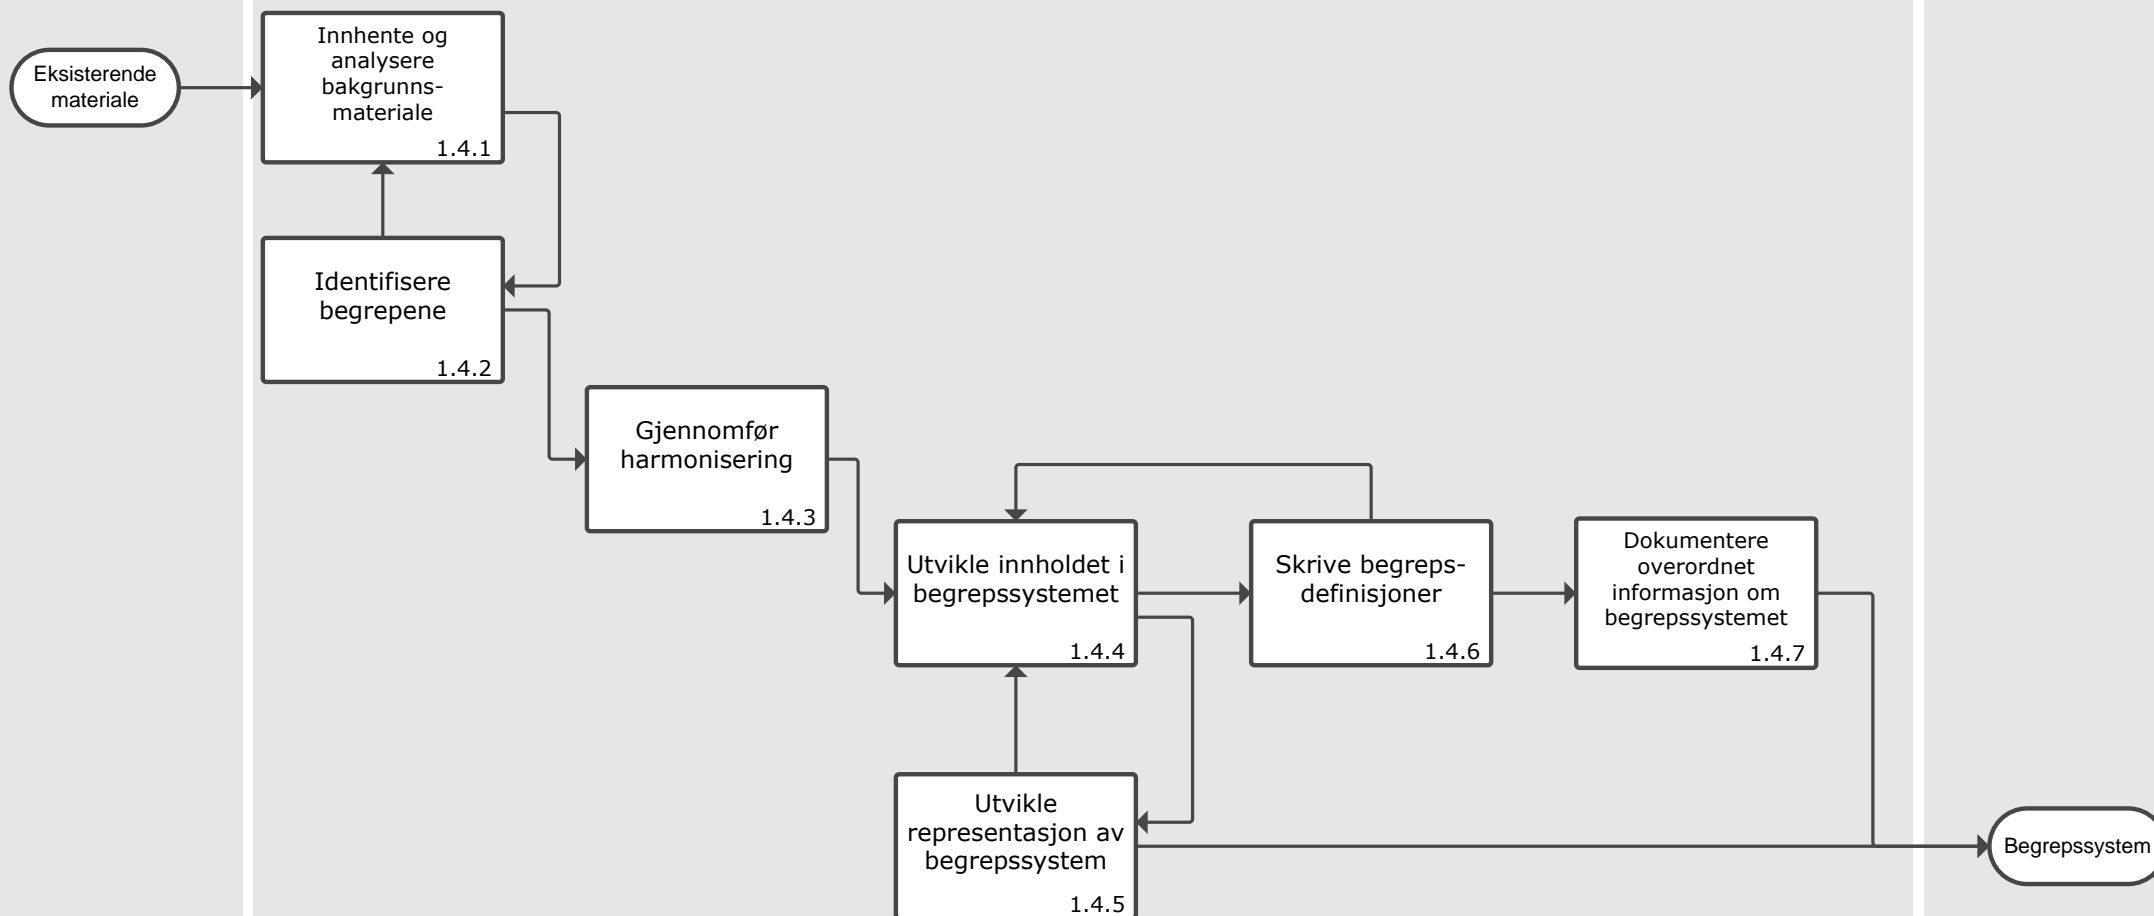 Eksisterende
materiale
Innhente og
analysere
bakgrunns-
materiale
1.4.1
Identifisere
begrepene
1.4.2
Gjennomfør
harmonisering
1.4.3
Utvikle innholdet i
begrepssystemet
1.4.4
Skrive begreps-
definisjoner
1.4.6
Dokumentere
overordnet
informasjon om
begrepssystemet
1.4.7
Utvikle
representasjon av
begrepssystem
1.4.5
Begrepssystem